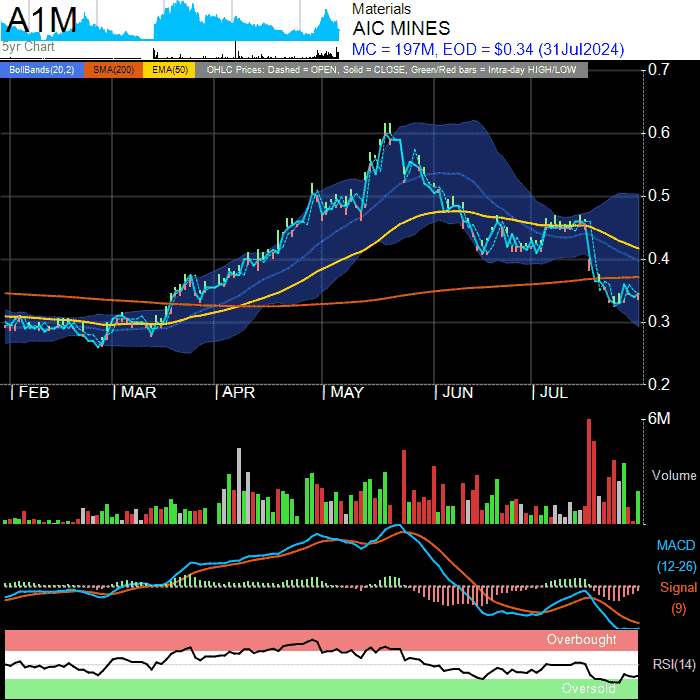 A1M
5yr Chart
Materials
AIC MINES
MC = 197M, EOD = $0.34 (31Jul2024)
BollBands(20,2) SMA(200) EMA(50) OHLC Prices: Dashed = OPEN, Solid = CLOSE, Green/Red bars = Intra-day HIGH/LOW
0.7
0.6
0.5
0.4
0.3
0.2
FEB MAR APR MAY JUN JUL
6M
Volume
MACD
(12-26)
Signal
(9)
Overbought
RSI(14)
Oversold